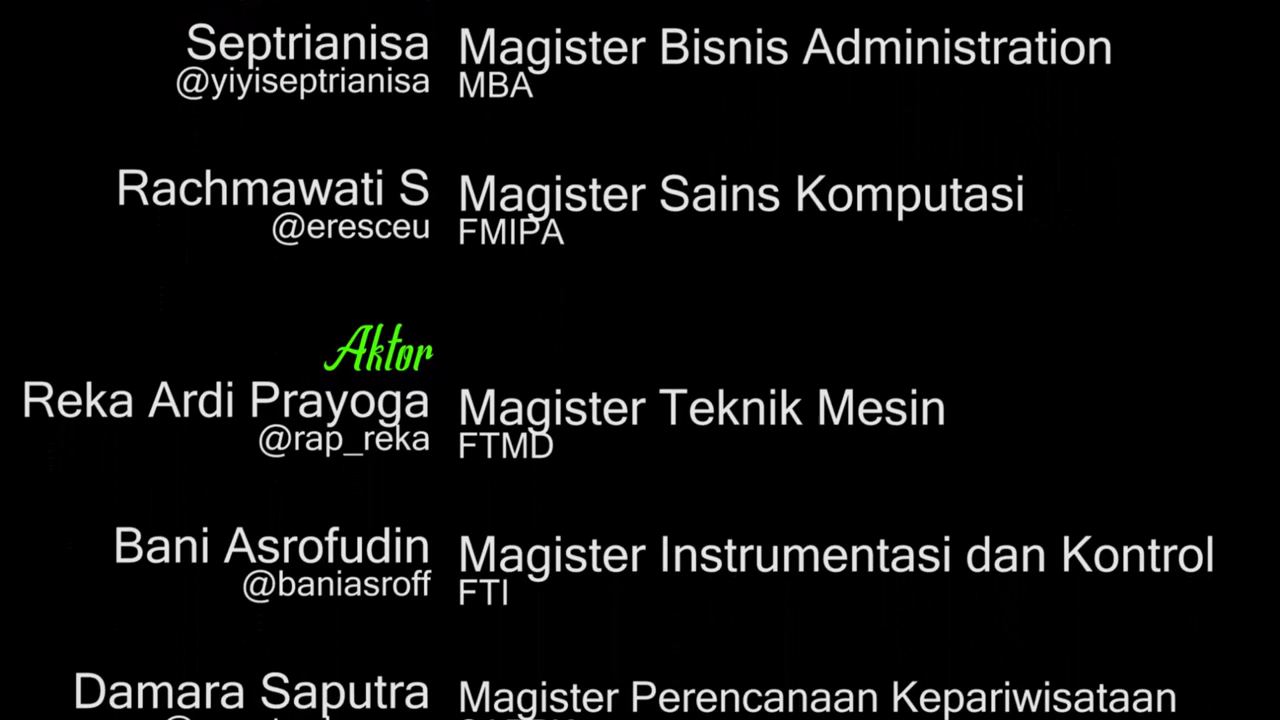 Septrianisa Magister Bisnis Administration
@yiyiseptrianisa MBA
Rachmawati S Magister Sains Komputasi
@eresceu FMIPA
Aktor
Reka Ardi Prayoga Magister Teknik Mesin
@rap_reka FTMD
Bani Asrofudin Magister Instrumentasi dan Kontrol
@baniasroff FTI
Damara Saputra Magister Perencanaan Kepariwisataan